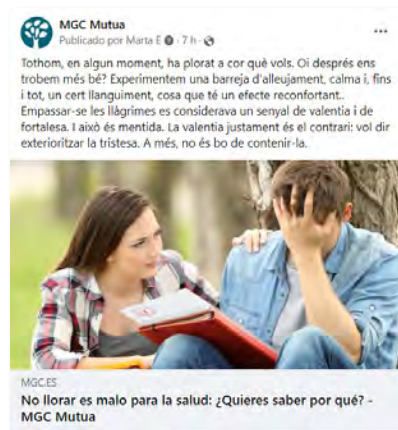 MGC Mutua
Publicado por Marta E · 7 h ·
Tothom, en algun moment, ha plorat a cor què vols. Oi després ens
trobem més bé? Experimentem una barreja d'alleujament, calma i, fins
i tot, un cert llanguiment, cosa que té un efecte reconfortant..
Empassar-se les llàgrimes es considerava un senyal de valentia i de
fortalesa. I això és mentida. La valentia justament és el contrari: vol dir
exterioritzar la tristesa. A més, no és bo de contenir-la.
MGC.ES
No llorar es malo para la salud: ¿Quieres saber por qué? -
MGC Mutua